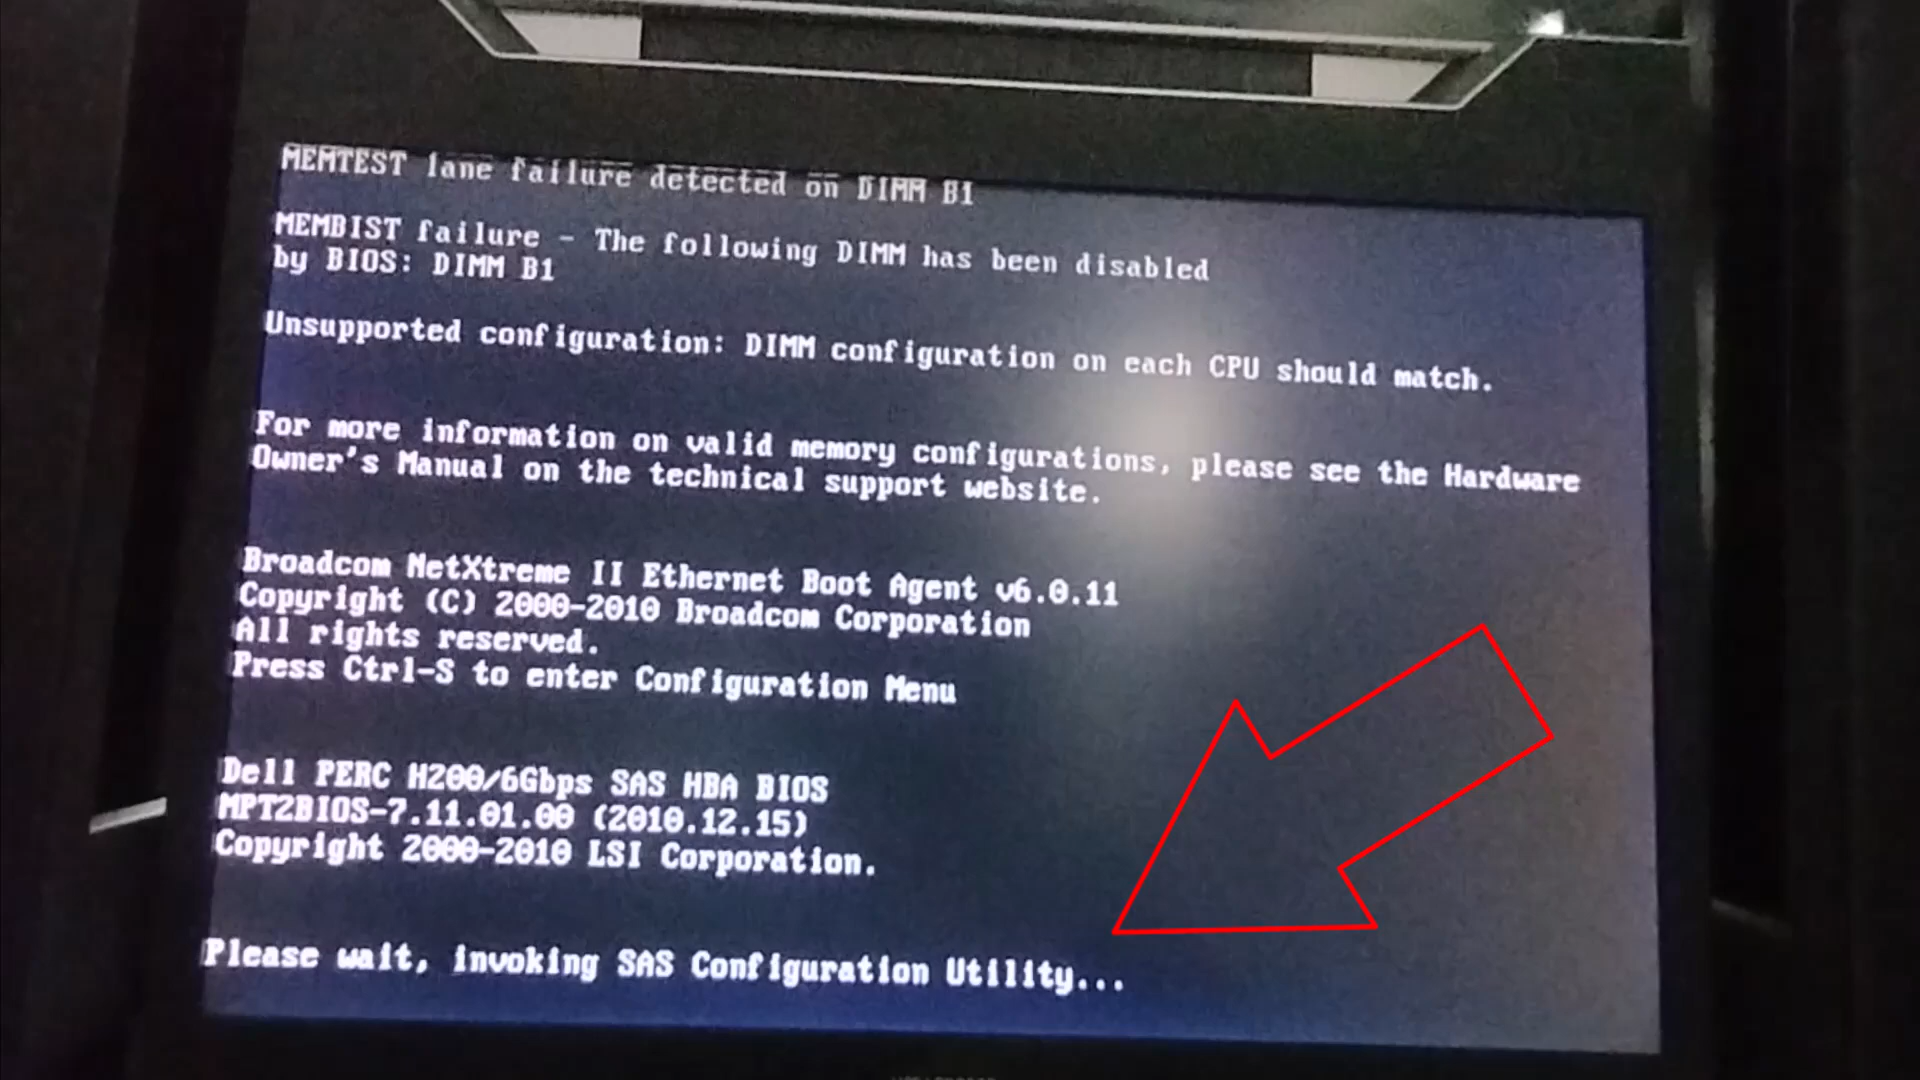 MEMTEST lane failure detected on DIMM B1
MEMBIST failure - The following DIMM has been disabled
by BIOS: DIMM B1
Unsupported configuration: DIMM configuration on each CPU should match.
For more information on valid memory configurations, please see the Hardware
Owner's Manual on the technical support website.
Broadcom NetXtreme II Ethernet Boot Agent v6.0.11
Copyright (C) 2000-2010 Broadcom Corporation
All rights reserved.
Press Ctrl-S to enter Configuration Menu
Dell PERC H200/6Gbps SAS HBA BIOS
MPT2BIOS-7.11.01.00 (2010.12.15)
Copyright 2000-2010 LSI Corporation.
Please wait, invoking SAS Configuration Utility...